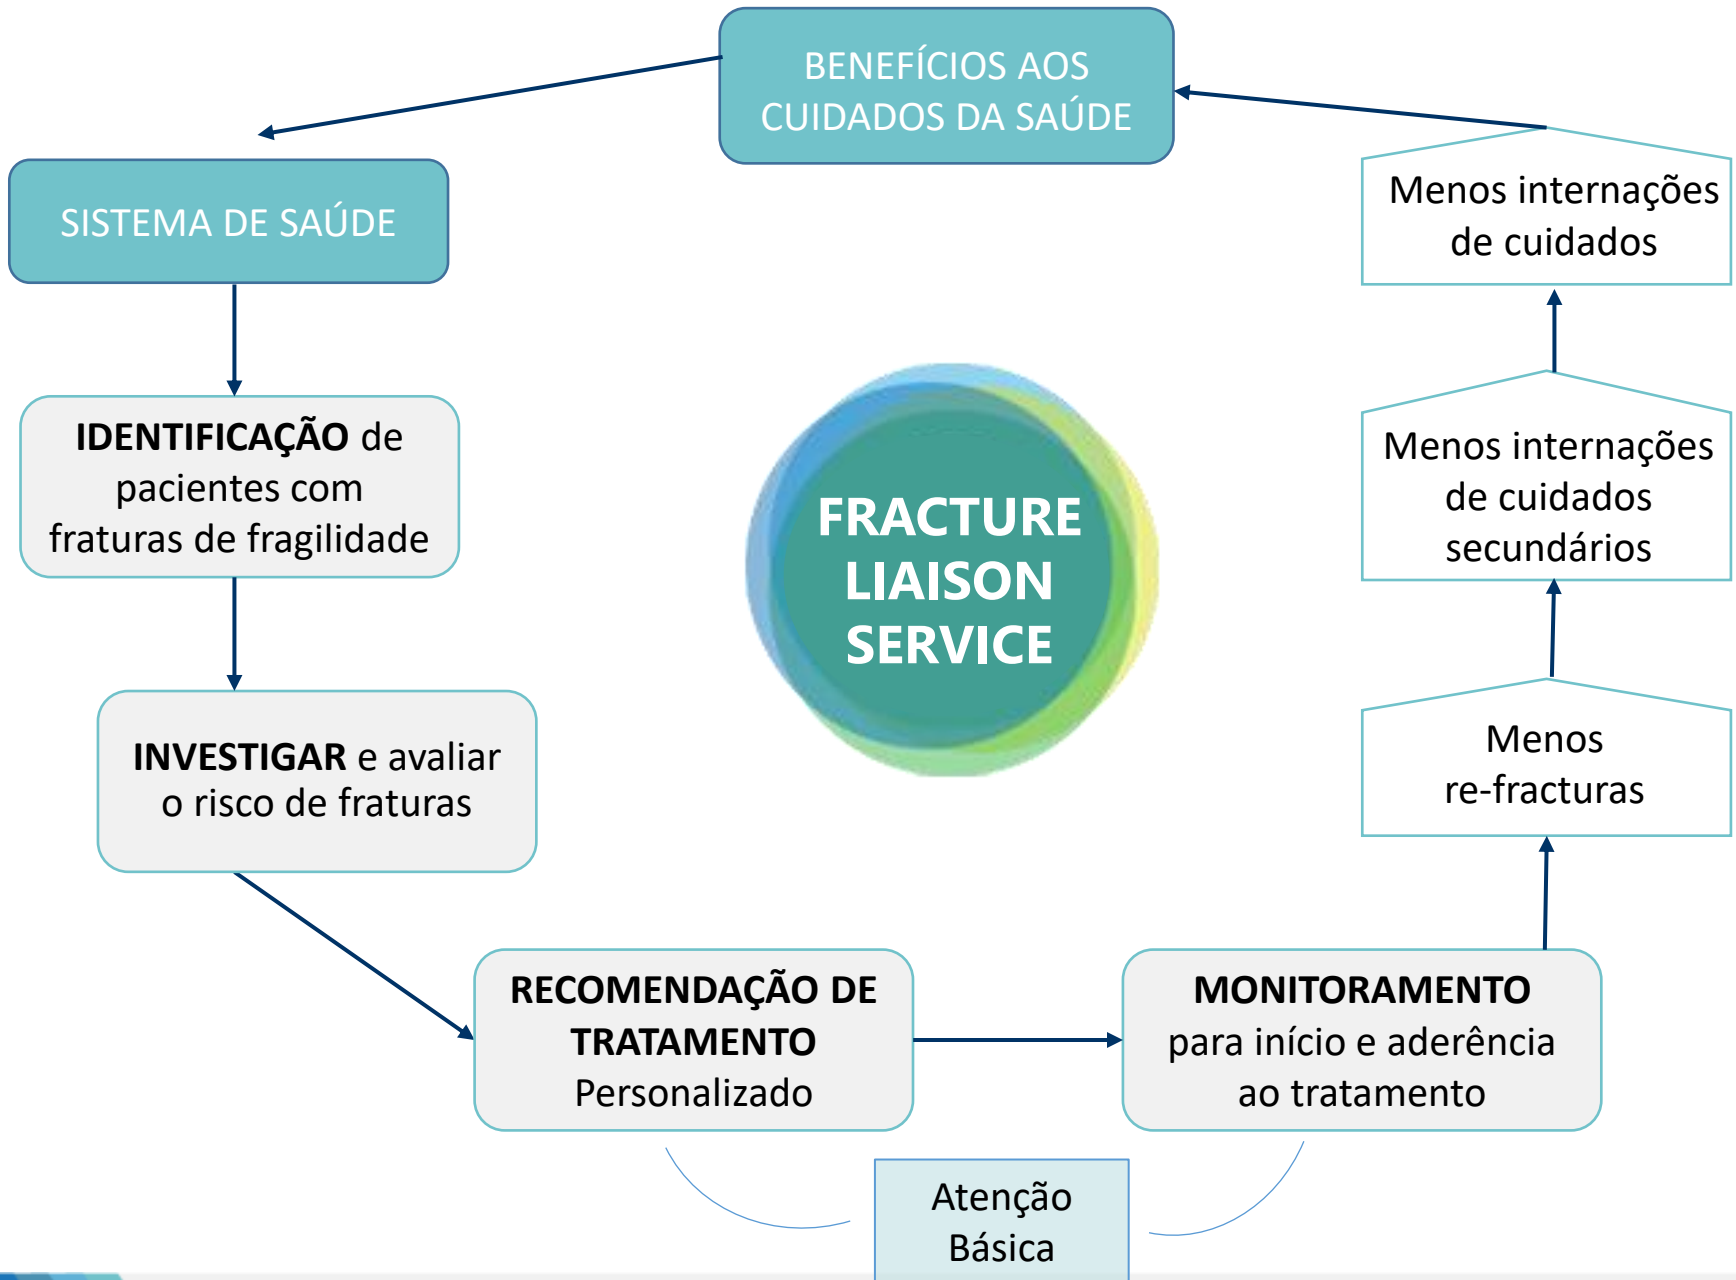 BENEFÍCIOS AOS
CUIDADOS DA SAÚDE
SISTEMA DE SAÚDE
IDENTIFICAÇÃO de
pacientes com
fraturas de fragilidade
INVESTIGAR e avaliar
o risco de fraturas
RECOMENDAÇÃO DE
TRATAMENTO
Personalizado
MONITORAMENTO
para início e aderência
ao tratamento
Atenção
Básica
Menos
re-fracturas
Menos internações
de cuidados
secundários
Menos internações
de cuidados
FRACTURE
LIAISON
SERVICE